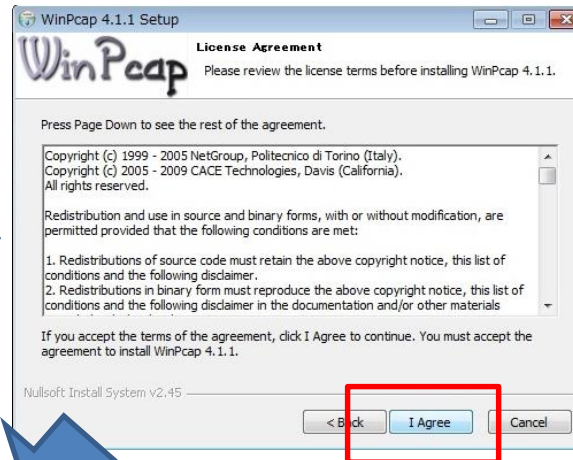 WinPcap 4.1.1 Setup
WinPcap
License Agreement
Please review the license terms before installing WinPcap 4.1.1.
Press Page Down to see the rest of the agreement.
Copyright (c) 1999 - 2005 NetGroup, Politecnico di Torino (Italy).
Copyright (c) 2005 - 2009 CACE Technologies, Davis (California).
All rights reserved.
Redistribution and use in source and binary forms, with or without modification, are
permitted provided that the following conditions are met:
1. Redistributions of source code must retain the above copyright notice, this list of
conditions and the following disclaimer.
2. Redistributions in binary form must reproduce the above copyright notice, this list of
conditions and the following disclaimer in the documentation and/or other materials
If you accept the terms of the agreement, click I Agree to continue. You must accept the
agreement to install WinPcap 4.1.1.
Nullsoft Install System v2.45
< Back
I Agree
Cancel